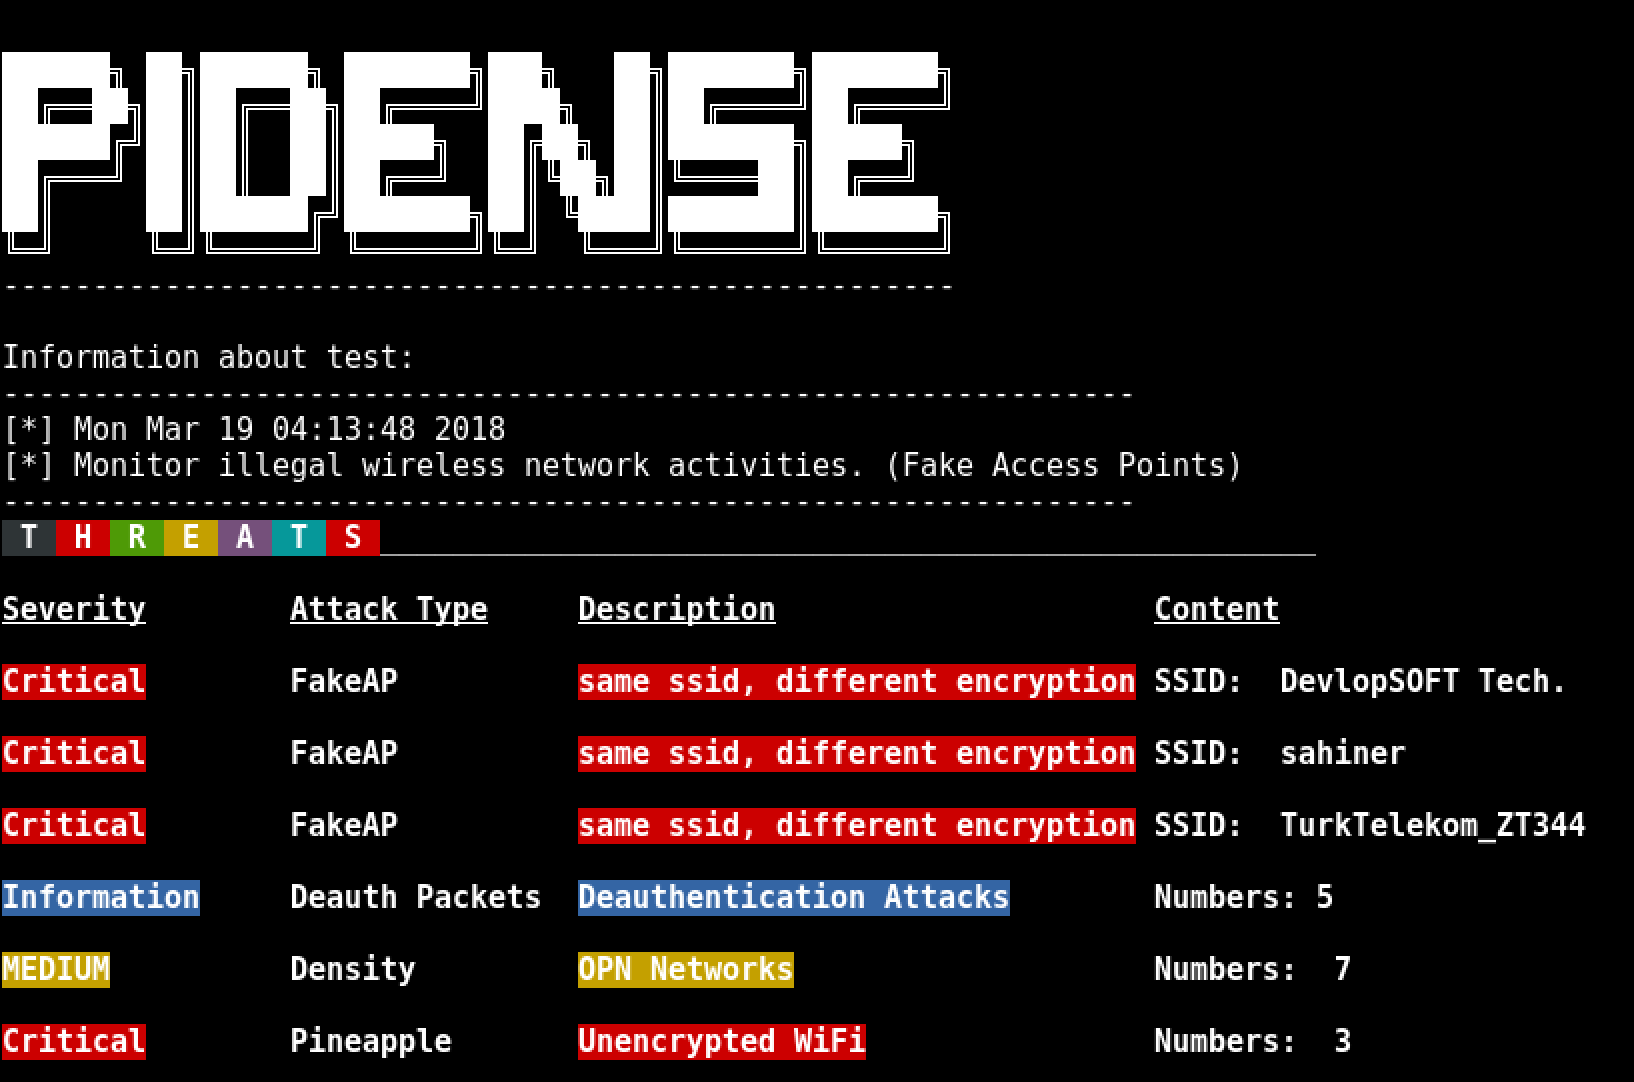 PIDENSE
-----------------------------------------------------
Information about test:
---------------------------------------------------------------
[*] Mon Mar 19 04:13:48 2018
[*] Monitor illegal wireless network activities. (Fake Access Points)
---------------------------------------------------------------
T H R E A T S ____________________________________________________
Severity Attack Type Description Content
Critical FakeAP same ssid, different encryption SSID: DevlopSOFT Tech.
Critical FakeAP same ssid, different encryption SSID: sahiner
Critical FakeAP same ssid, different encryption SSID: TurkTelekom_ZT344
Information Deauth Packets Deauthentication Attacks Numbers: 5
MEDIUM Density OPN Networks Numbers: 7
Critical Pineapple Unencrypted WiFi Numbers: 3